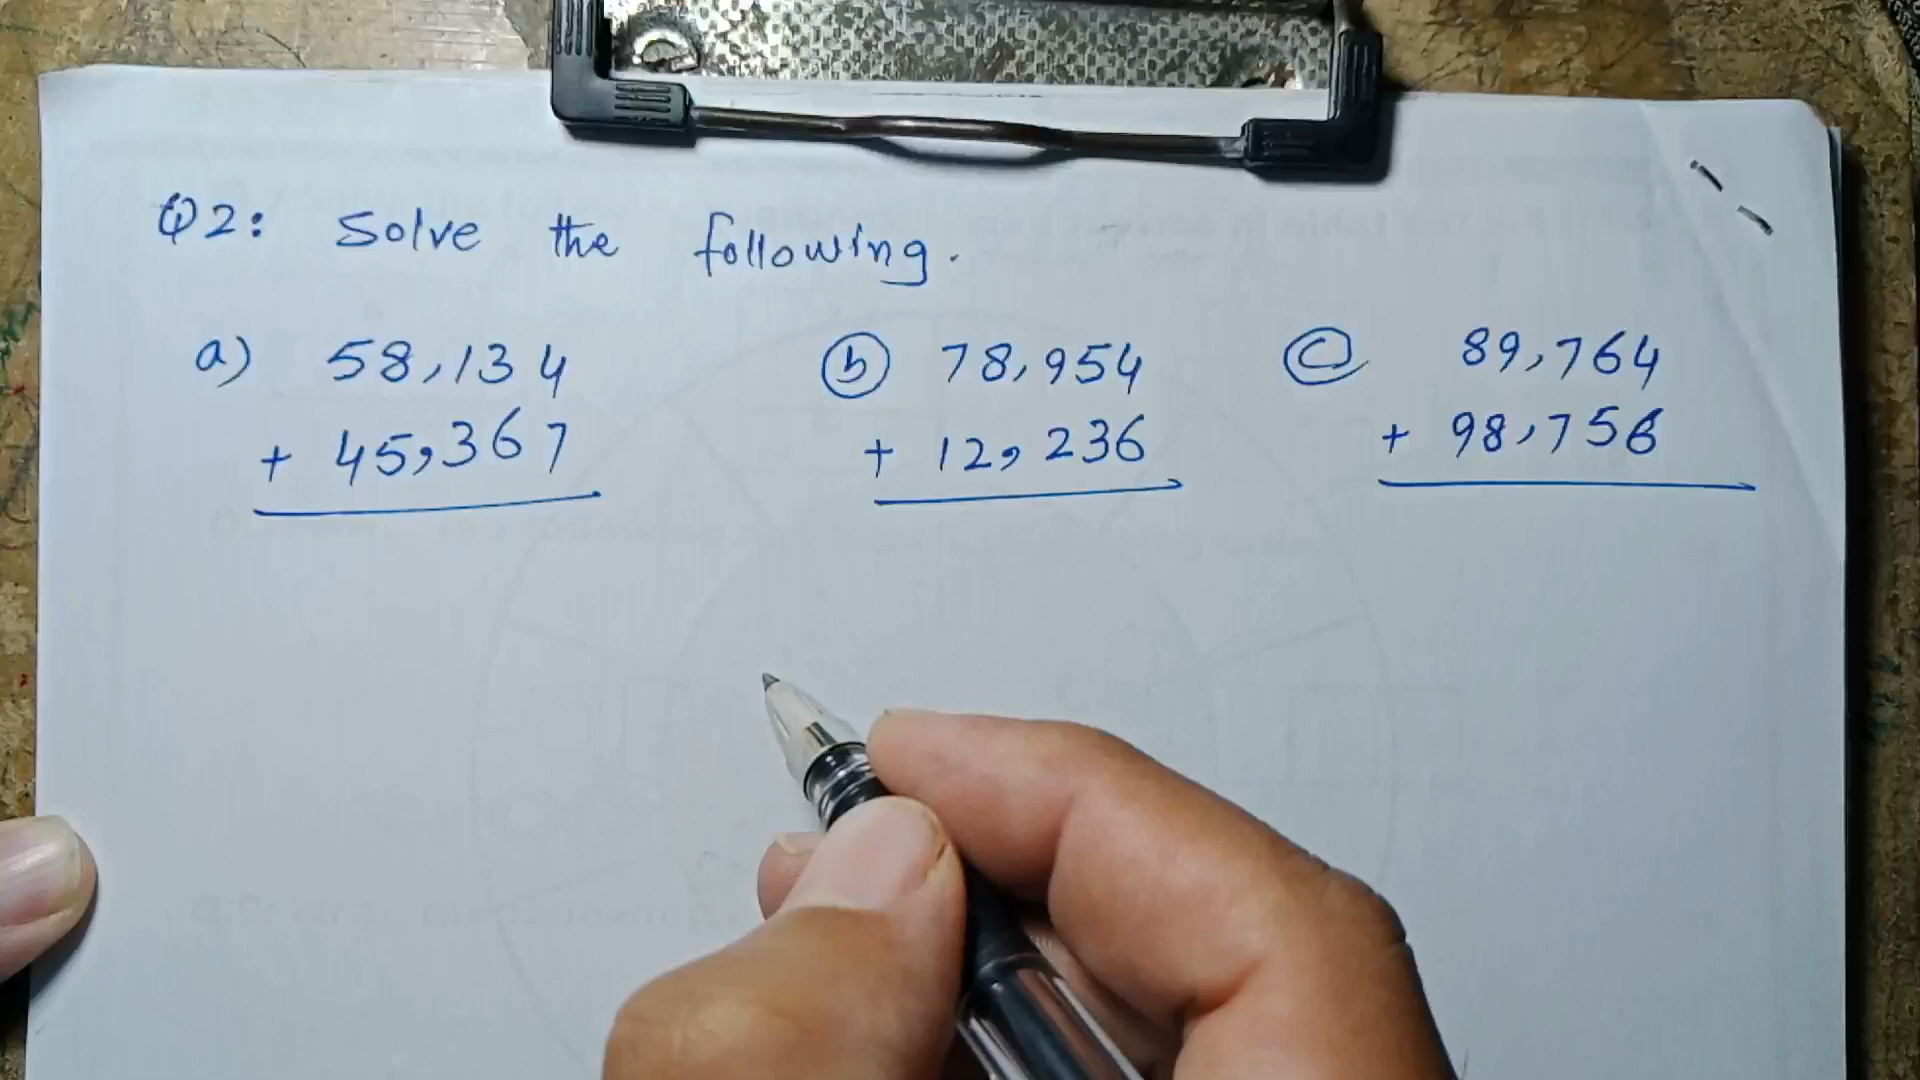 Q2: Solve the following.
a) 58,134 b 78,954 c 89,764
+ 45,367 + 12,236 + 98,756